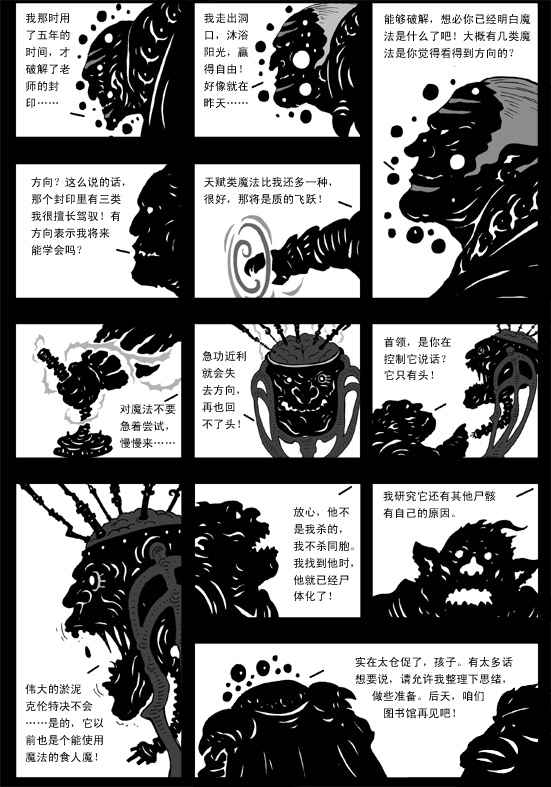 我那时用
了五年的
时间，才
破解了老
师的封
印……
我走出洞
口，沐浴
阳光，赢
得自由！
好像就在
昨天……
能够破解，想必你已经明白魔
法是什么了吧！大概有几类魔
法是你觉得看得到方向的？
方向？这么说的话，
那个封印里有三类
我很擅长驾驭！有
方向表示我将来
能学会吗？
天赋类魔法比我还多一种，
很好，那将是质的飞跃！
对魔法不要
急着尝试，
慢慢来……
急功近利
就会失
去方向，
再也回
不了头！
首领，是你在
控制它说话？
它只有头！
伟大的淤泥
克伦特决不会
……是的，它以
前也是个能使用
魔法的食人魔！
放心，他不
是我杀的，
我不杀同胞。
我找到他时，
他就已经尸
体化了！
我研究它还有其他尸骸
有自己的原因。
实在太仓促了，孩子。有太多话
想要说，请允许我整理下思绪，
做些准备。后天，咱们
图书馆再见吧！